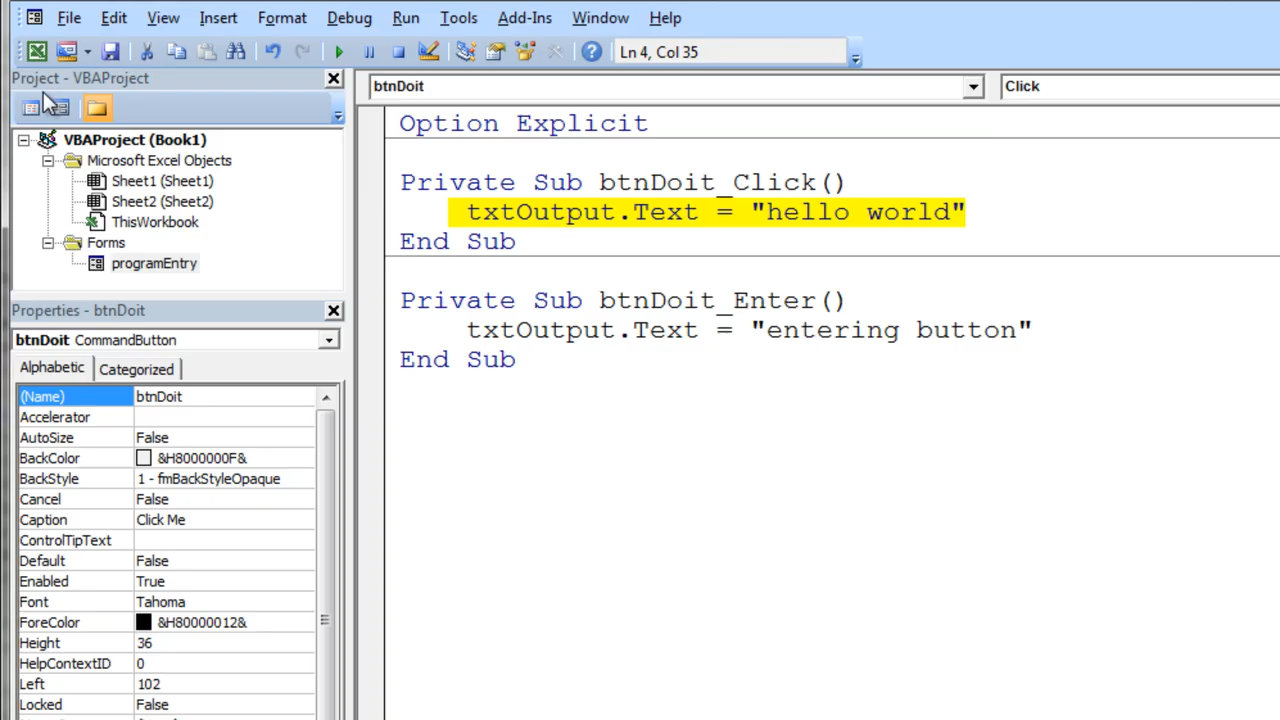 File Edit View Insert Format Debug Run Tools Add-Ins Window Help
Ln 4, Col 35
Project - VBAProject
VBAProject (Book1)
Microsoft Excel Objects
Sheet1 (Sheet1)
Sheet2 (Sheet2)
ThisWorkbook
Forms
programEntry
Properties - btnDoit
btnDoit CommandButton
Alphabetic Categorized
(Name) btnDoit
Accelerator
AutoSize False
BackColor &H8000000F&
BackStyle 1 - fmBackStyleOpaque
Cancel False
Caption Click Me
ControlTipText
Default False
Enabled True
Font Tahoma
ForeColor &H80000012&
Height 36
HelpContextID 0
Left 102
Locked False
btnDoit Click
Option Explicit
Private Sub btnDoit_Click()
txtOutput.Text = "hello world"
End Sub
Private Sub btnDoit_Enter()
txtOutput.Text = "entering button"
End Sub